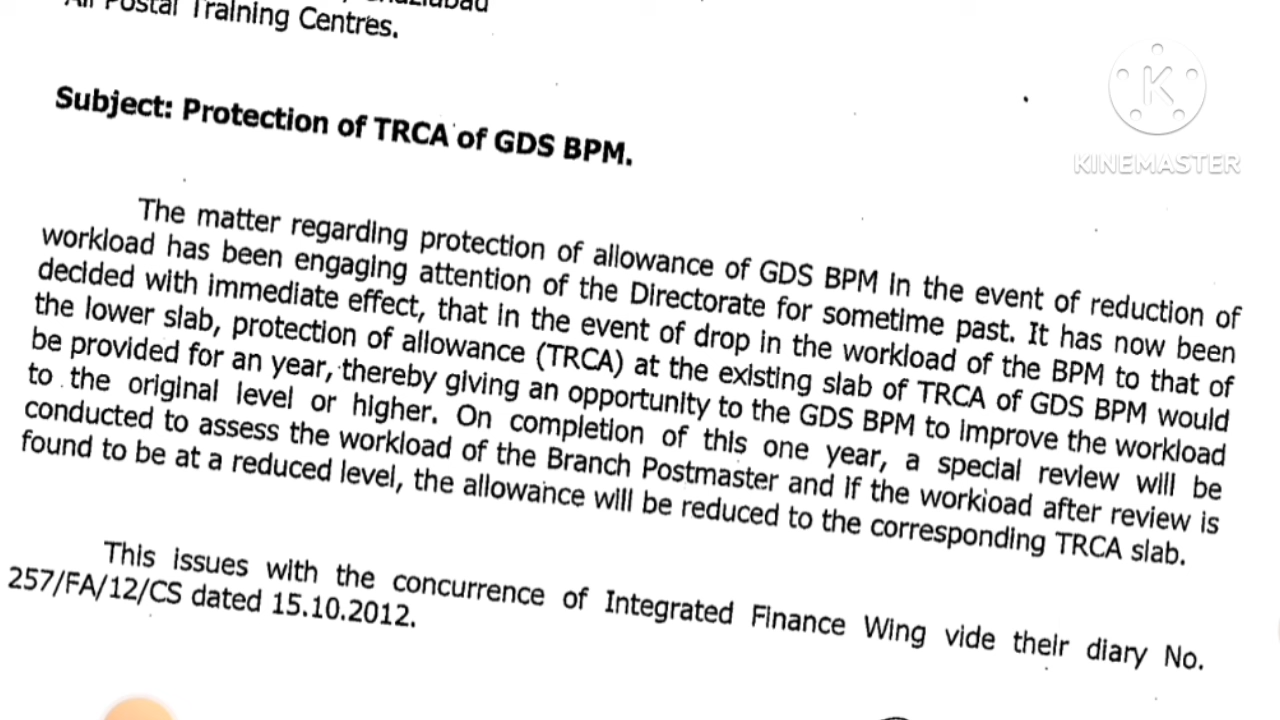 All Postal Training Centres.
Subject: Protection of TRCA of GDS BPM.
The matter regarding protection of allowance of GDS BPM in the event of reduction of
workload has been engaging attention of the Directorate for sometime past. It has now been
decided with immediate effect, that in the event of drop in the workload of the BPM to that of
the lower slab, protection of allowance (TRCA) at the existing slab of TRCA of GDS BPM would
be provided for an year, thereby giving an opportunity to the GDS BPM to improve the workload
to the original level or higher. On completion of this one year, a special review will be
conducted to assess the workload of the Branch Postmaster and if the workload after review is
found to be at a reduced level, the allowance will be reduced to the corresponding TRCA slab.
This issues with the concurrence of Integrated Finance Wing vide their diary No.
257/FA/12/CS dated 15.10.2012.
K
KINEMASTER